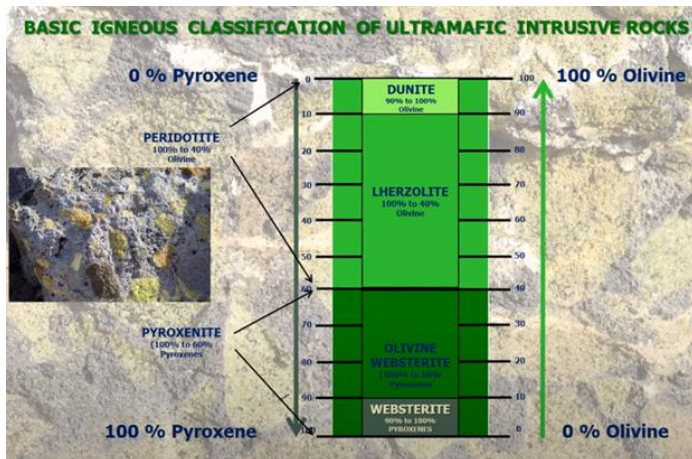 BASIC IGNEOUS CLASSIFICATION OF ULTRAMAFIC INTRUSIVE ROCKS
0 % Pyroxene
100 % Olivine
PERIDOTITE
100% to 40%
Olivine
PYROXENITE
(100% to 60%
Pyroxenes
100 % Pyroxene
0 % Olivine
0
10
20
30
40
50
60
70
80
90
100
DUNITE
90% to 100%
Olivine
LHERZOLITE
100% to 40%
Olivine
OLIVINE
WEBSTERITE
(100% to 60%
Pyroxenes
WEBSTERITE
90% to 100%
PYROXENES
100
90
80
70
60
50
40
30
20
10
0